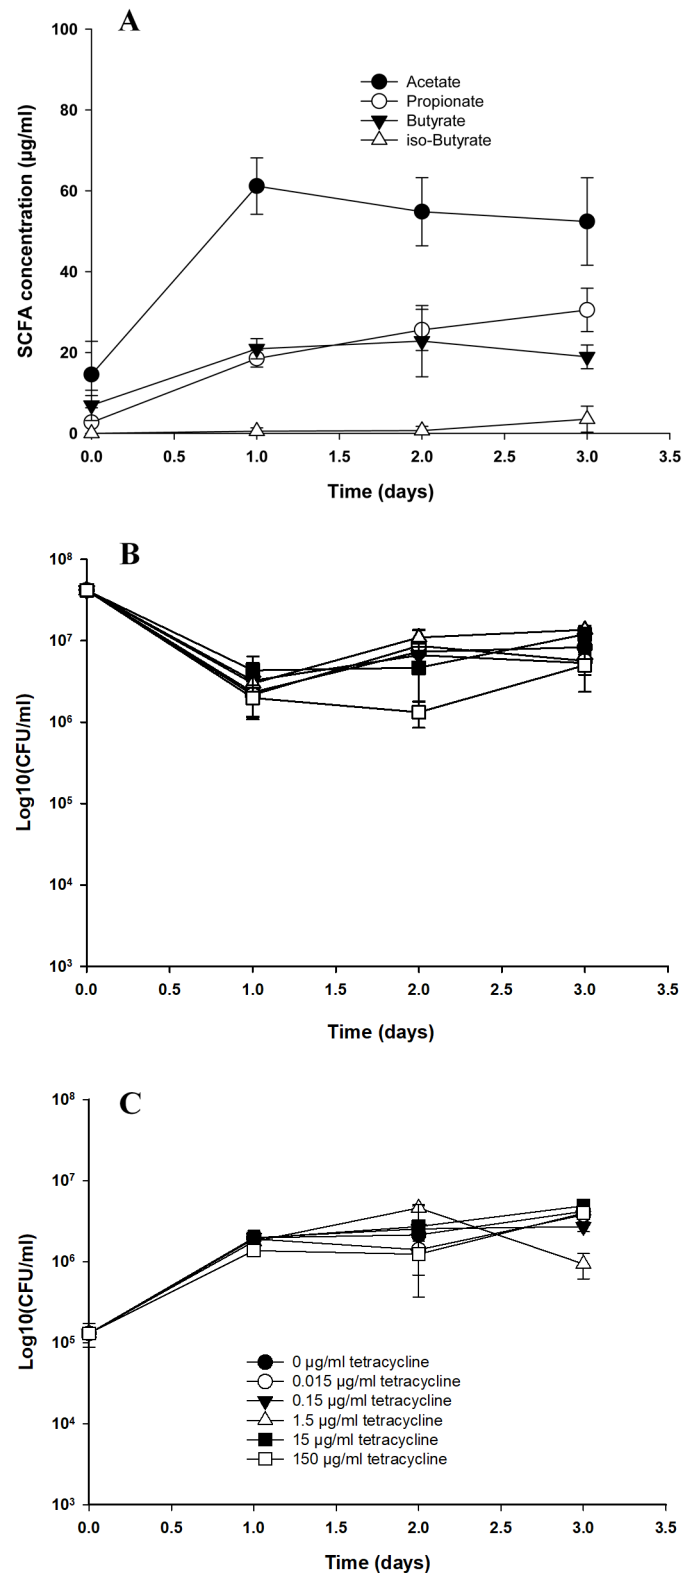 A
100
80
60
40
20
0
SCFA concentration (µg/ml)
Acetate
Propionate
Butyrate
iso-Butyrate
0.0 0.5 1.0 1.5 2.0 2.5 3.0 3.5
Time (days)
B
10⁸
10⁷
10⁶
10⁵
10⁴
10³
Log10(CFU/ml)
0.0 0.5 1.0 1.5 2.0 2.5 3.0 3.5
Time (days)
C
10⁸
10⁷
10⁶
10⁵
10⁴
10³
Log10(CFU/ml)
0 µg/ml tetracycline
0.015 µg/ml tetracycline
0.15 µg/ml tetracycline
1.5 µg/ml tetracycline
15 µg/ml tetracycline
150 µg/ml tetracycline
0.0 0.5 1.0 1.5 2.0 2.5 3.0 3.5
Time (days)